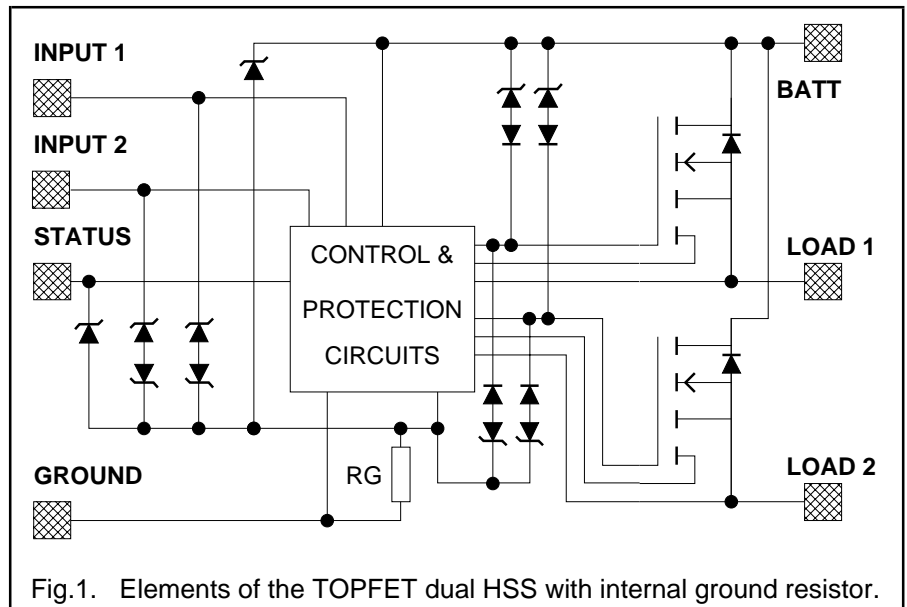 INPUT 1
BATT
INPUT 2
STATUS
CONTROL &
LOAD 1
PROTECTION
CIRCUITS
GROUND
RG
LOAD 2
Fig.1. Elements of the TOPFET dual HSS with internal ground resistor.